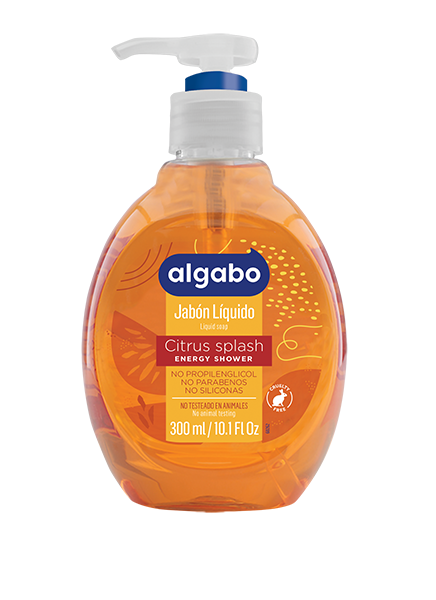 algabo
Jabón Líquido
Liquid soap
Citrus splash
ENERGY SHOWER
NO PROPILENGLICOL
NO PARABENOS
NO SILICONAS
CRUELTY
FREE
NO TESTEADO EN ANIMALES
No animal testing
300 ml/10.1 Fl Oz